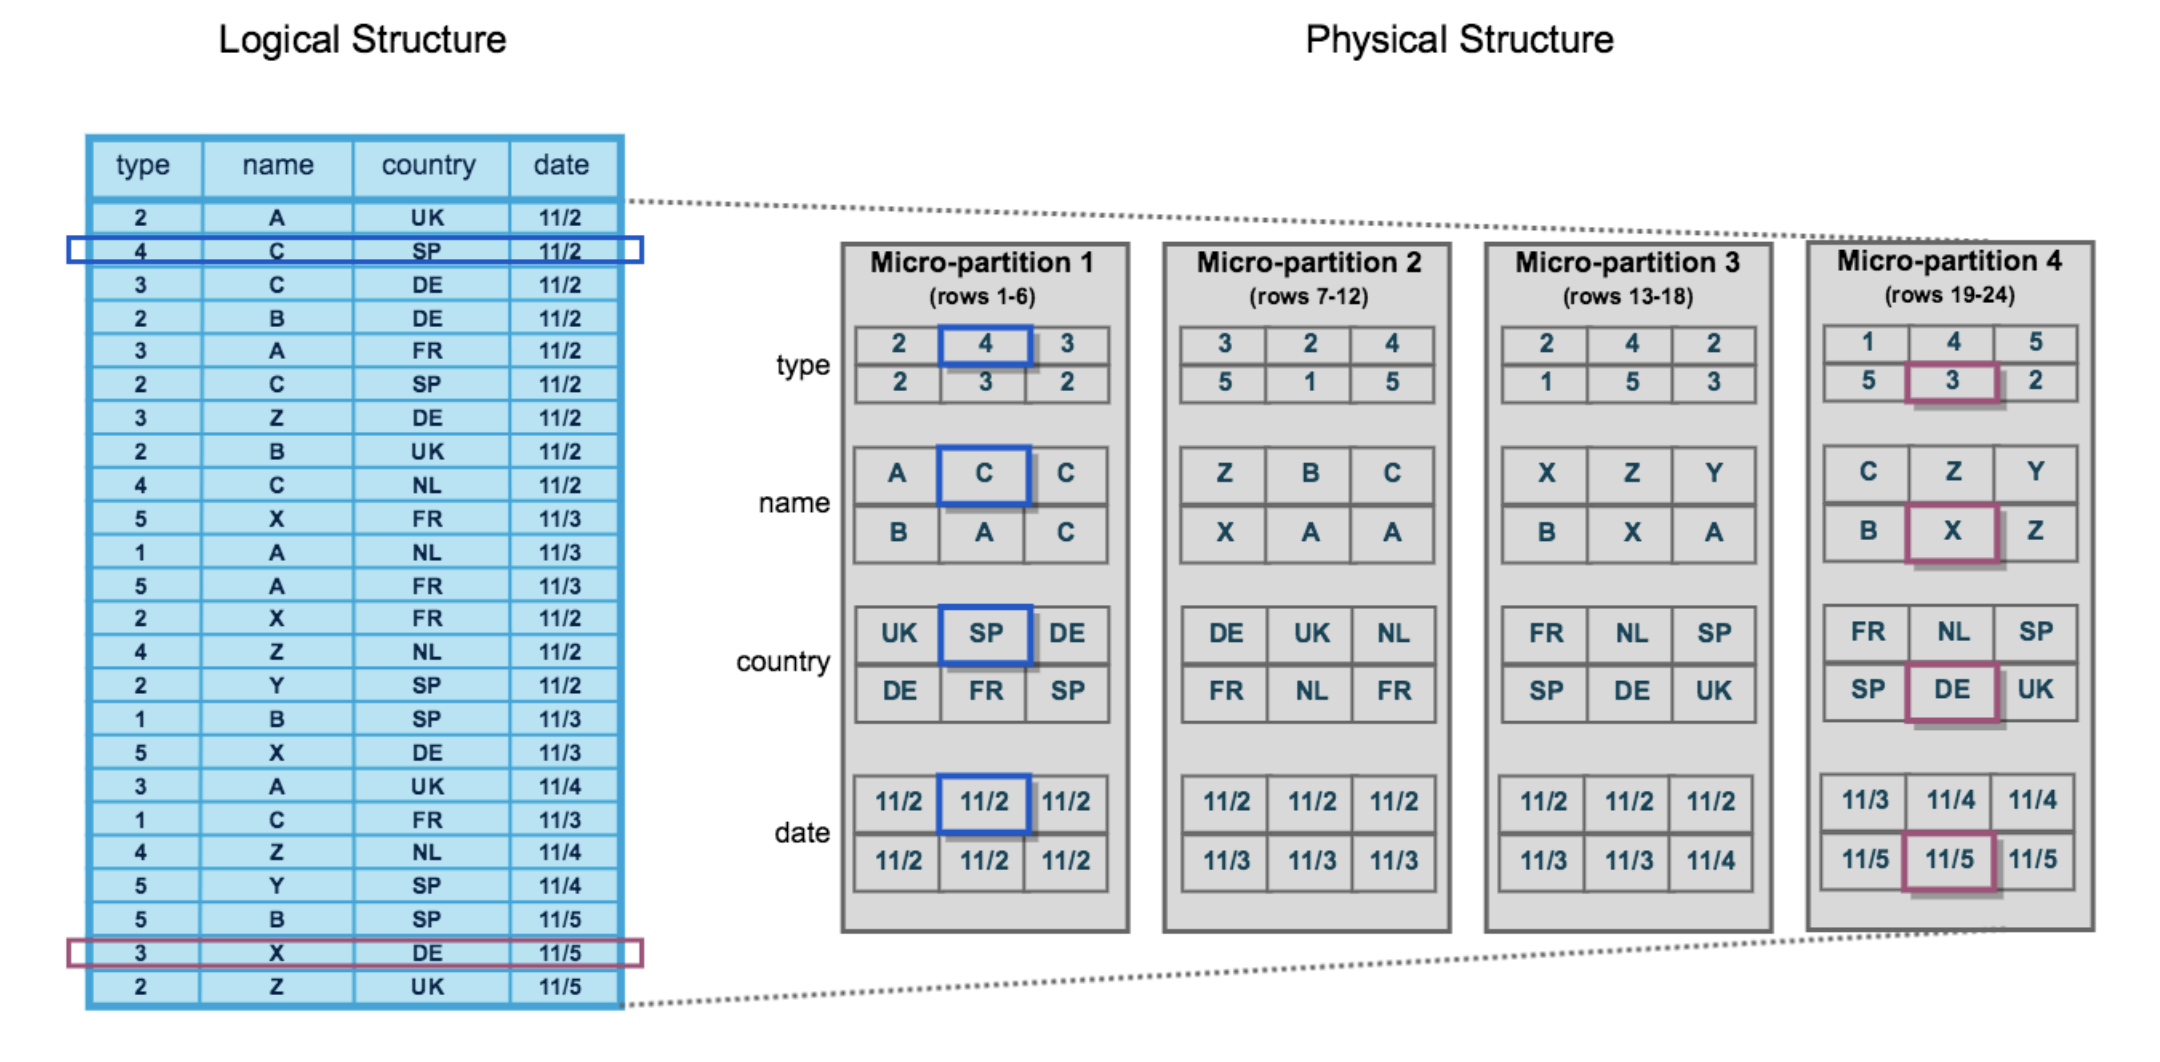 Logical Structure
Physical Structure
type name country date
2 A UK 11/2
4 C SP 11/2
3 C DE 11/2
2 B DE 11/2
3 A FR 11/2
2 C SP 11/2
3 Z DE 11/2
2 B UK 11/2
4 C NL 11/2
5 X FR 11/3
1 A NL 11/3
5 A FR 11/3
2 X FR 11/2
4 Z NL 11/2
2 Y SP 11/2
1 B SP 11/3
5 X DE 11/3
3 A UK 11/4
1 C FR 11/3
4 Z NL 11/4
5 Y SP 11/4
5 B SP 11/5
3 X DE 11/5
2 Z UK 11/5
type
name
country
date
Micro-partition 1
(rows 1-6)
2 4 3
2 3 2
A C C
B A C
UK SP DE
DE FR SP
11/2 11/2 11/2
11/2 11/2 11/2
Micro-partition 2
(rows 7-12)
3 2 4
5 1 5
Z B C
X A A
DE UK NL
FR NL FR
11/2 11/2 11/2
11/3 11/3 11/3
Micro-partition 3
(rows 13-18)
2 4 2
1 5 3
X Z Y
B X A
FR NL SP
SP DE UK
11/2 11/2 11/2
11/3 11/3 11/4
Micro-partition 4
(rows 19-24)
1 4 5
5 3 2
C Z Y
B X Z
FR NL SP
SP DE UK
11/3 11/4 11/4
11/5 11/5 11/5